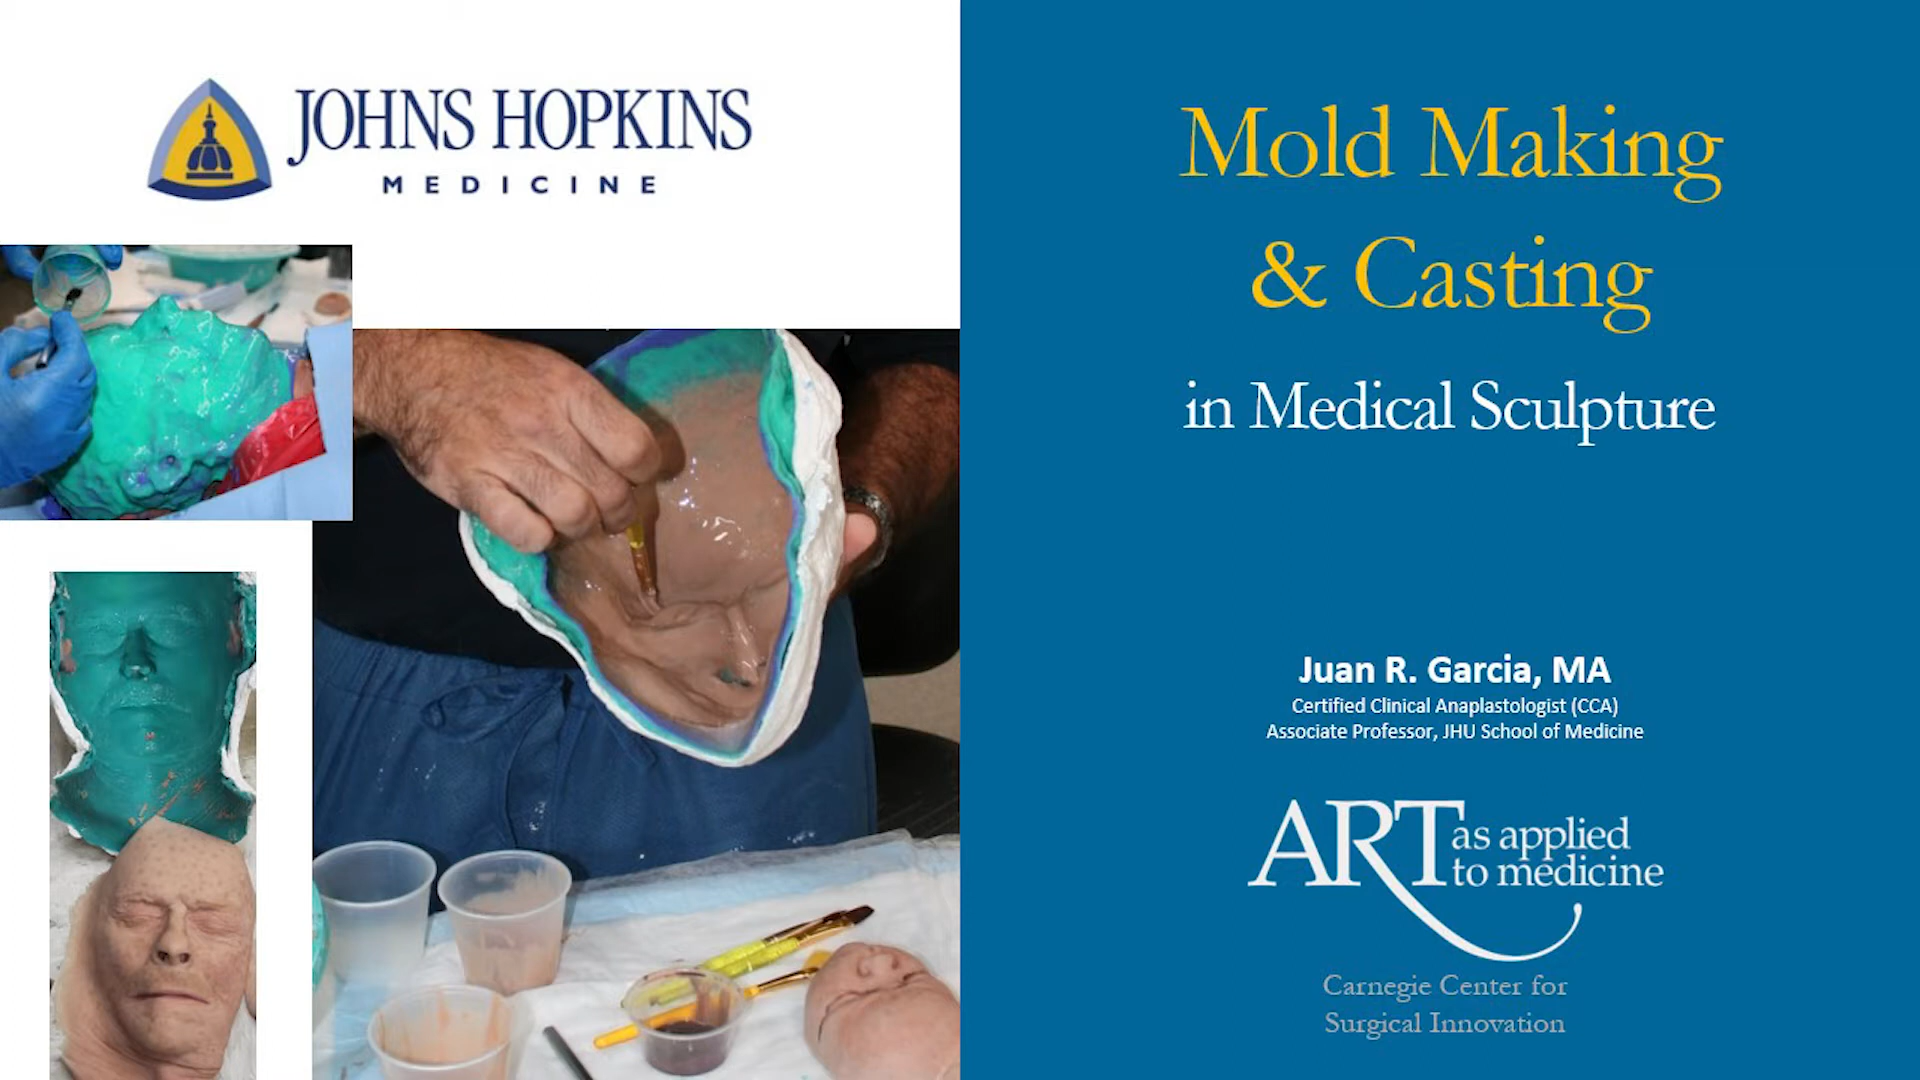 JOHNS HOPKINS
MEDICINE
Mold Making
& Casting
in Medical Sculpture
Juan R. Garcia, MA
Certified Clinical Anaplastologist (CCA)
Associate Professor, JHU School of Medicine
ART as applied
to medicine
Carnegie Center for
Surgical Innovation